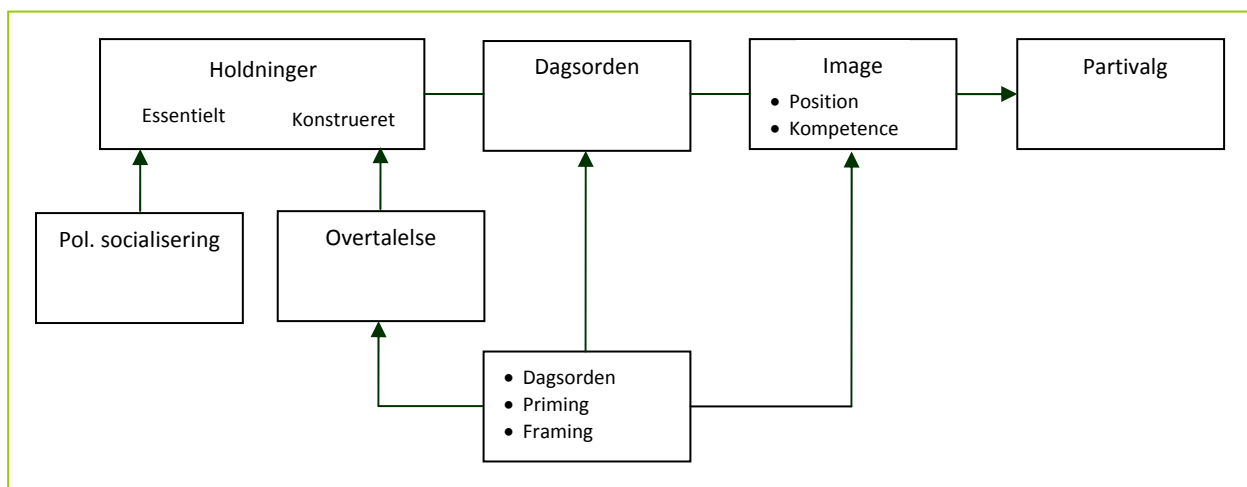 Holdninger
Essentielt
Konstrueret
Dagsorden
Image
• Position
• Kompetence
Partivalg
Pol. socialisering
Overtalelse
• Dagsorden
• Priming
• Framing